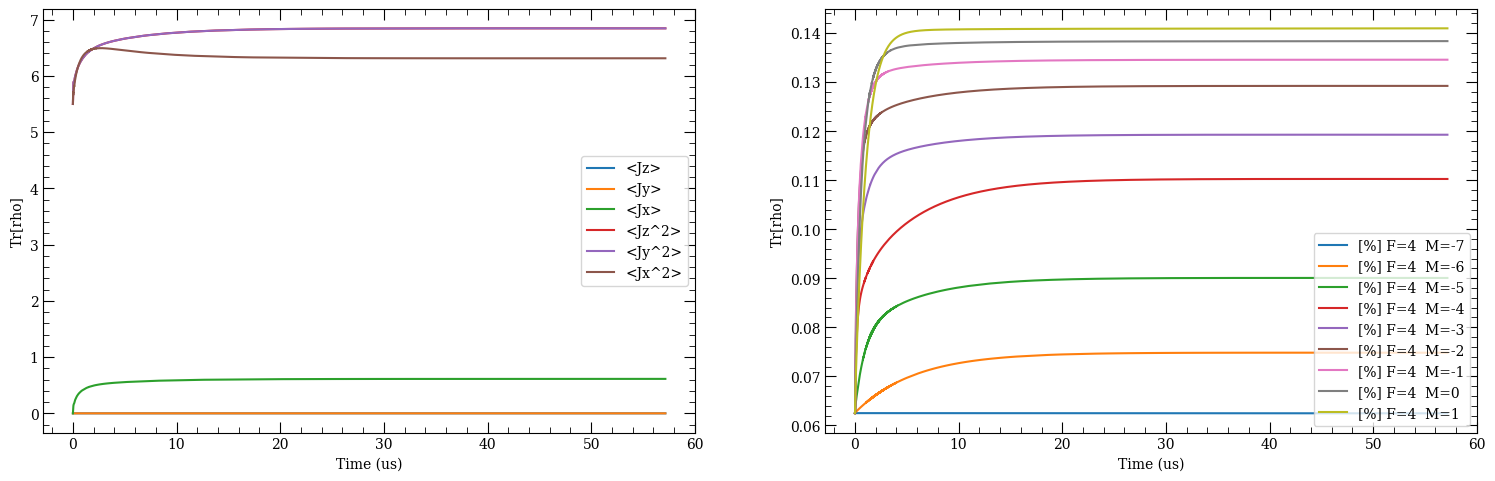 7
6
5
4
3
2
1
0
Tr[rho]
0
10
20
30
40
50
60
Time (us)
<Jz>
<Jy>
<Jx>
<Jz^2>
<Jy^2>
<Jx^2>
0.14
0.13
0.12
0.11
0.10
0.09
0.08
0.07
0.06
Tr[rho]
0
10
20
30
40
50
60
Time (us)
[%] F=4 M=-7
[%] F=4 M=-6
[%] F=4 M=-5
[%] F=4 M=-4
[%] F=4 M=-3
[%] F=4 M=-2
[%] F=4 M=-1
[%] F=4 M=0
[%] F=4 M=1